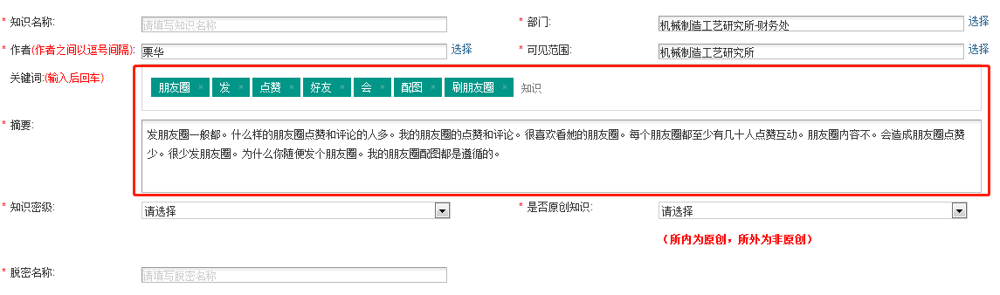 * 知识名称: 请填写知识名称 * 部门: 机械制造工艺研究所-财务处 选择
* 作者(作者之间以逗号间隔): 栗华 选择 * 可见范围: 机械制造工艺研究所 选择
关键词:(输入后回车) 朋友圈 × 发 × 点赞 × 好友 × 会 × 配图 × 刷朋友圈 × 知识
* 摘要: 发朋友圈一般都。什么样的朋友圈点赞和评论的人多。我的朋友圈的点赞和评论。很喜欢看她的朋友圈。每个朋友圈都至少有几十人点赞互动。朋友圈内容不。会造成朋友圈点赞
少。很少发朋友圈。为什么你随便发个朋友圈。我的朋友圈配图都是遵循的。
* 知识密级: 请选择 * 是否原创知识: 请选择
（所内为原创，所外为非原创）
* 脱密名称: 请填写脱密名称